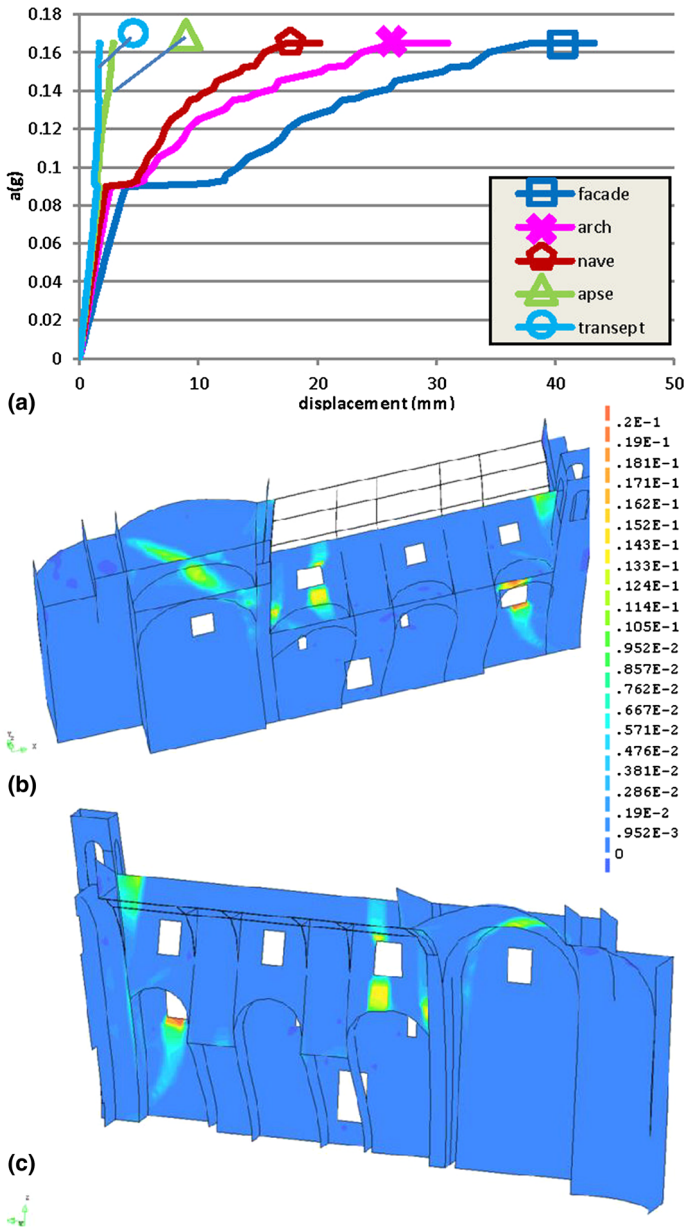 0.18
0.16
0.14
0.12
0.1
0.08
0.06
0.04
0.02
0
a(g)
facade
arch
nave
apse
transept
0 10 20 30 40 50
displacement (mm)
(a)
.2E-1
.19E-1
.181E-1
.171E-1
.162E-1
.152E-1
.143E-1
.133E-1
.124E-1
.114E-1
.105E-1
.952E-2
.857E-2
.762E-2
.667E-2
.571E-2
.476E-2
.381E-2
.286E-2
.19E-2
.952E-3
0
(b)
(c)